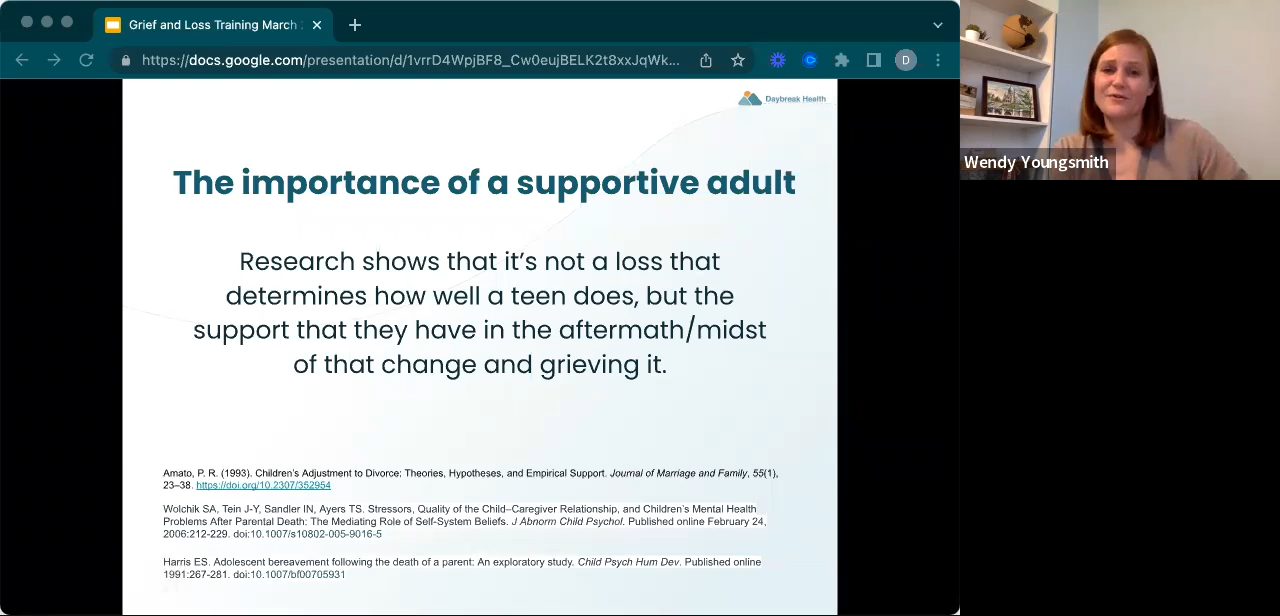 Grief and Loss Training March
https://docs.google.com/presentation/d/1vrrD4WpjBF8_Cw0eujBELK2t8xxJqWk...
D
Daybreak Health
The importance of a supportive adult
Research shows that it’s not a loss that
determines how well a teen does, but the
support that they have in the aftermath/midst
of that change and grieving it.
Amato, P. R. (1993). Children’s Adjustment to Divorce: Theories, Hypotheses, and Empirical Support. Journal of Marriage and Family, 55(1),
23–38. https://doi.org/10.2307/352954
Wolchik SA, Tein J-Y, Sandler IN, Ayers TS. Stressors, Quality of the Child–Caregiver Relationship, and Children’s Mental Health
Problems After Parental Death: The Mediating Role of Self-System Beliefs. J Abnorm Child Psychol. Published online February 24,
2006:212-229. doi:10.1007/s10802-005-9016-5
Harris ES. Adolescent bereavement following the death of a parent: An exploratory study. Child Psych Hum Dev. Published online
1991:267-281. doi:10.1007/bf00705931
Wendy Youngsmith